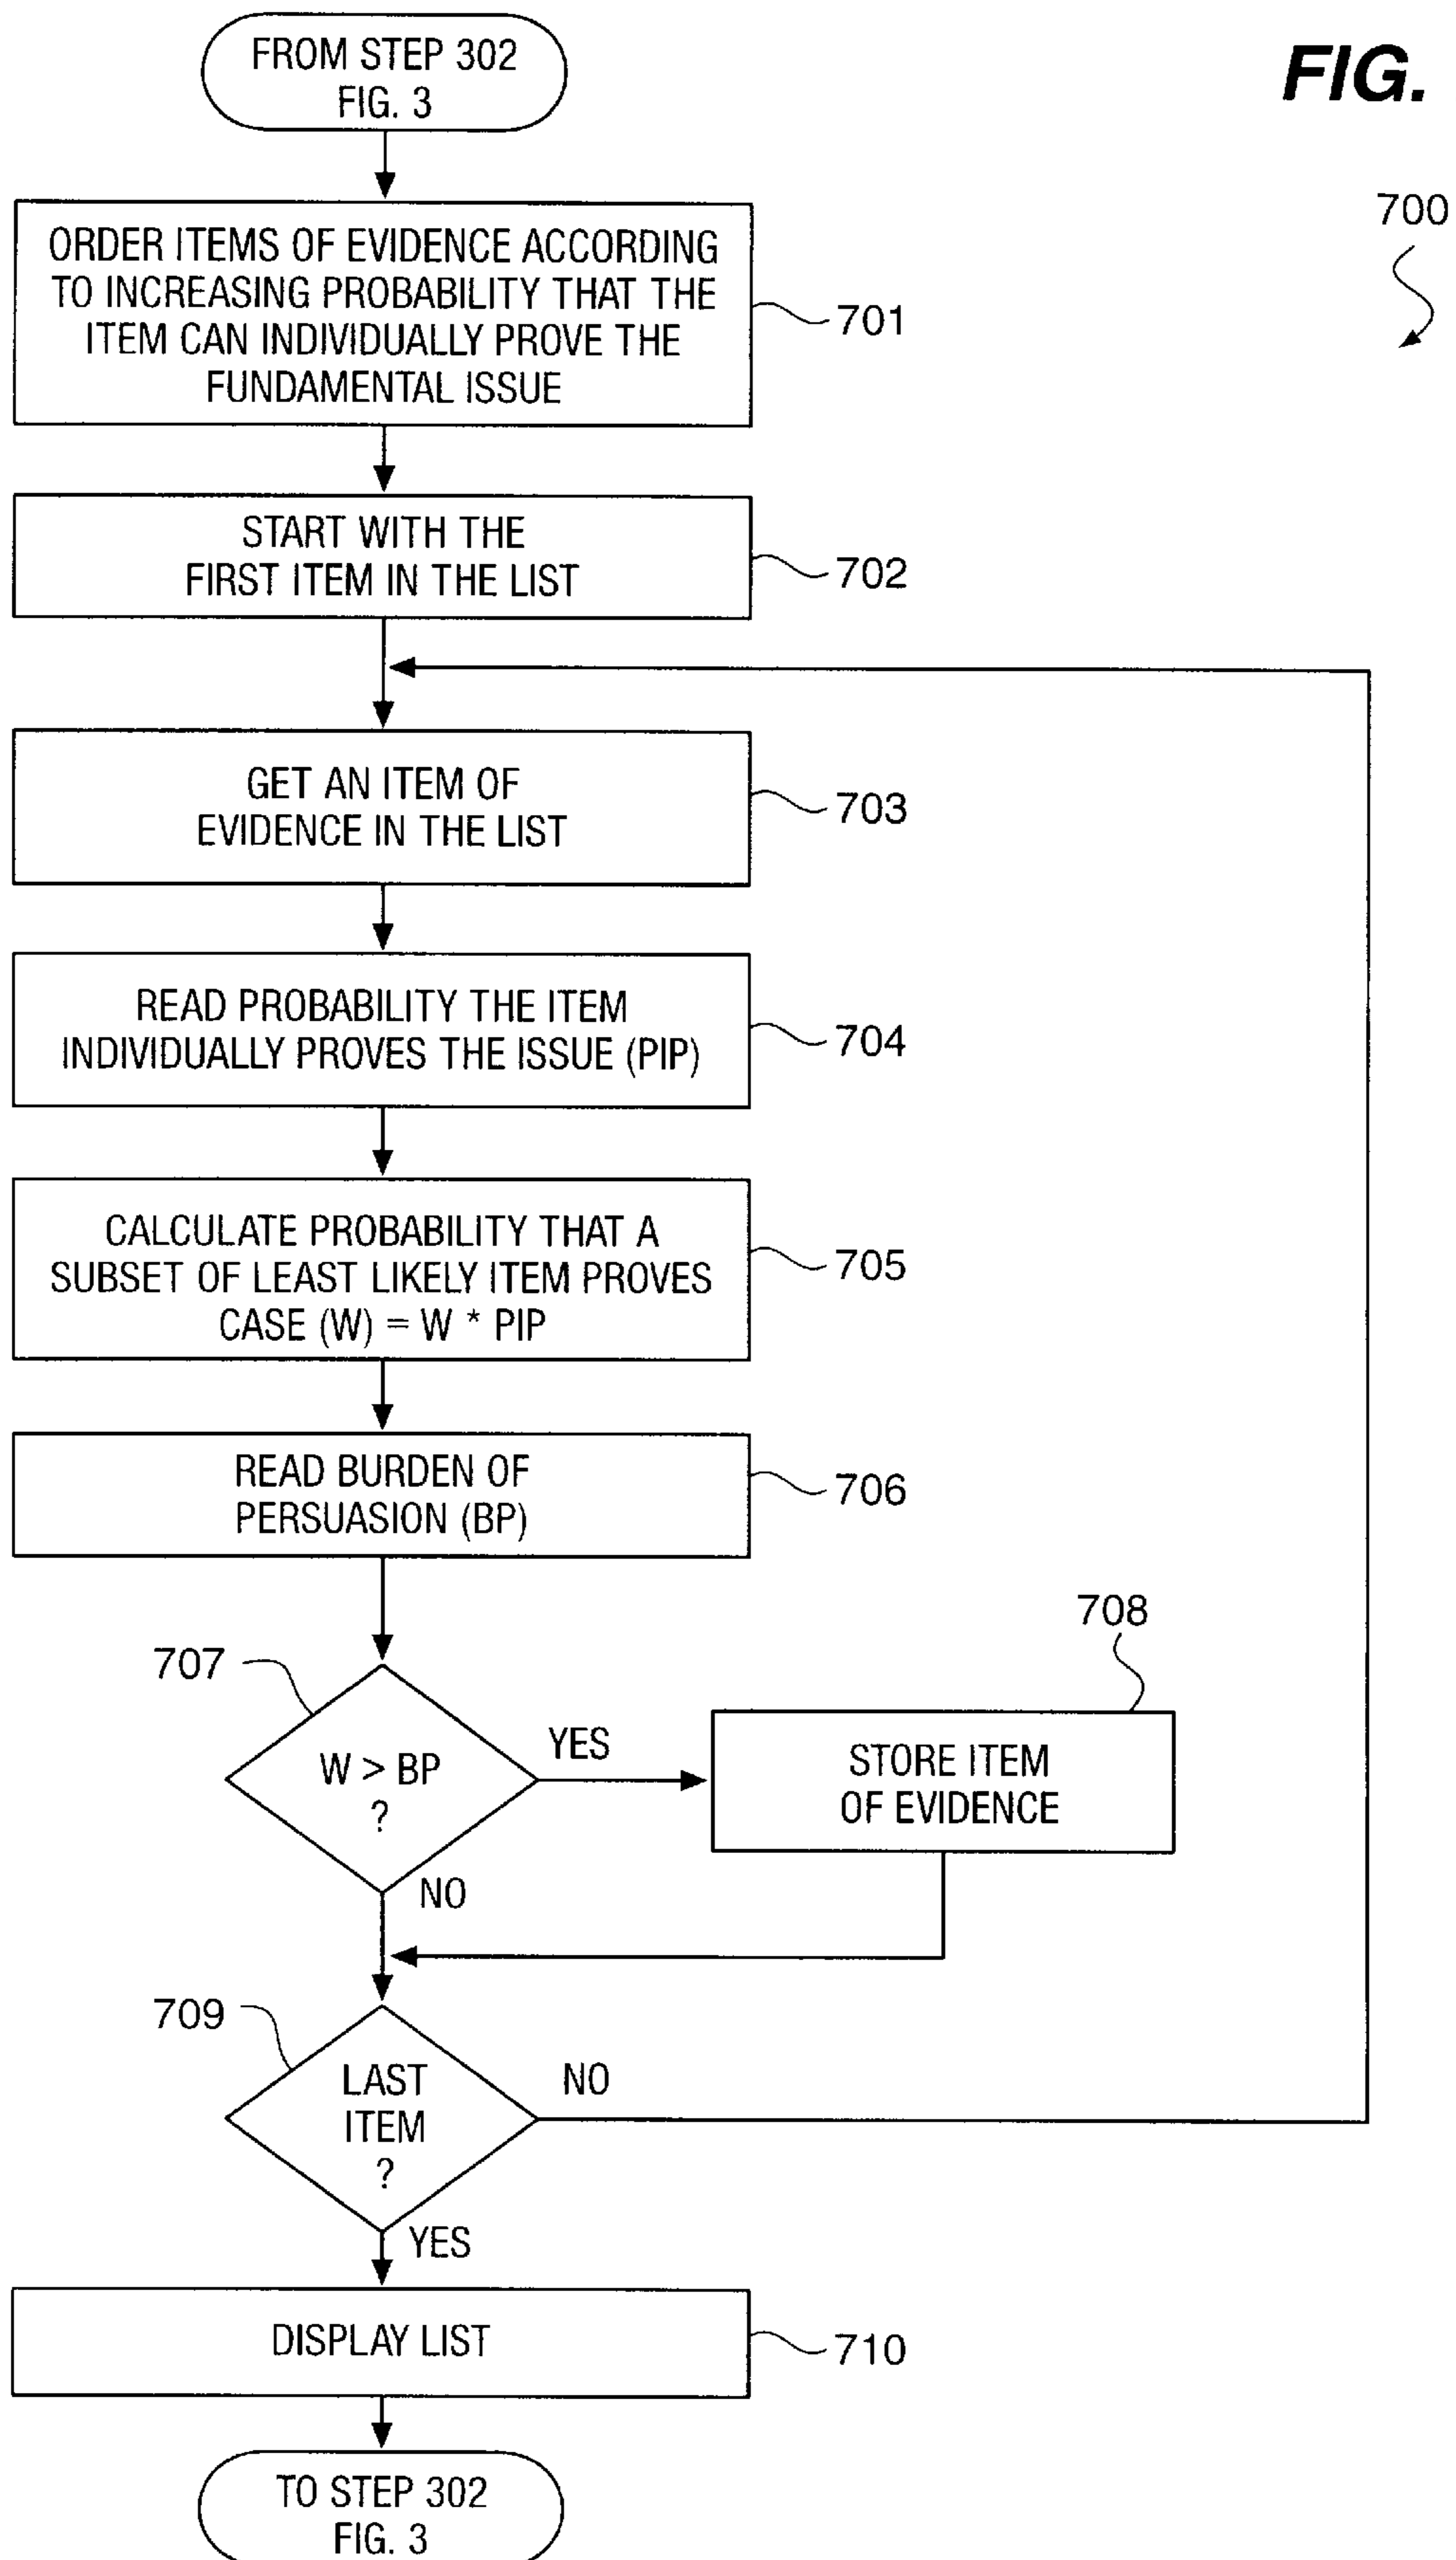 FROM STEP 302
FIG. 3
FIG.
700
ORDER ITEMS OF EVIDENCE ACCORDING
TO INCREASING PROBABILITY THAT THE
ITEM CAN INDIVIDUALLY PROVE THE
FUNDAMENTAL ISSUE
701
START WITH THE
FIRST ITEM IN THE LIST
702
GET AN ITEM OF
EVIDENCE IN THE LIST
703
READ PROBABILITY THE ITEM
INDIVIDUALLY PROVES THE ISSUE (PIP)
704
CALCULATE PROBABILITY THAT A
SUBSET OF LEAST LIKELY ITEM PROVES
CASE (W) = W * PIP
705
READ BURDEN OF
PERSUASION (BP)
706
707
W > BP
?
YES
NO
708
STORE ITEM
OF EVIDENCE
709
LAST
ITEM
?
NO
YES
DISPLAY LIST
710
TO STEP 302
FIG. 3